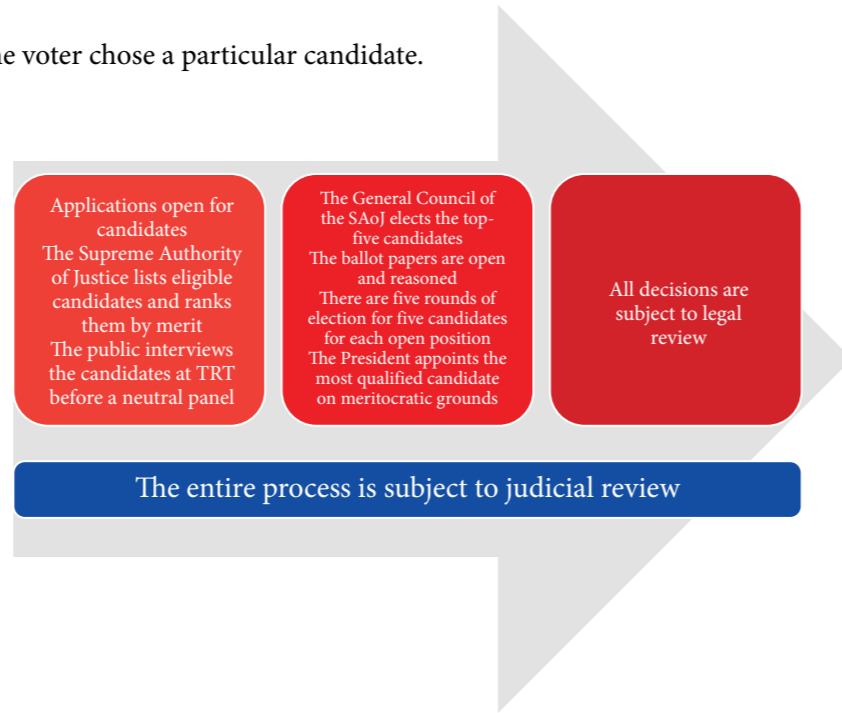 he voter chose a particular candidate.
Applications open for
candidates
The Supreme Authority
of Justice lists eligible
candidates and ranks
them by merit
The public interviews
the candidates at TRT
before a neutral panel
The General Council of
the SAoJ elects the top-
five candidates
The ballot papers are open
and reasoned
There are five rounds of
election for five candidates
for each open position
The President appoints the
most qualified candidate
on meritocratic grounds
All decisions are
subject to legal
review
The entire process is subject to judicial review